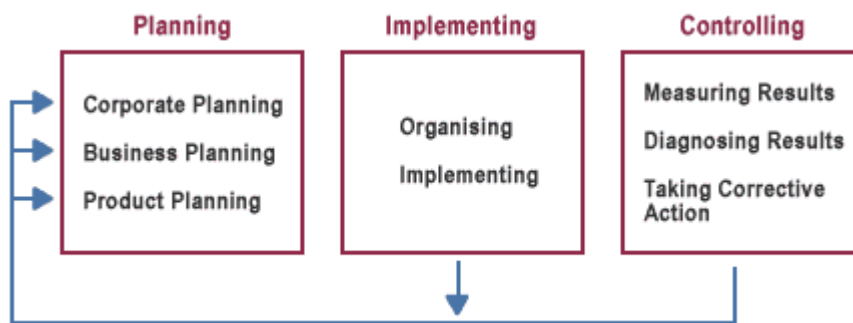 Planning
Corporate Planning
Business Planning
Product Planning
Implementing
Organising
Implementing
Controlling
Measuring Results
Diagnosing Results
Taking Corrective
Action